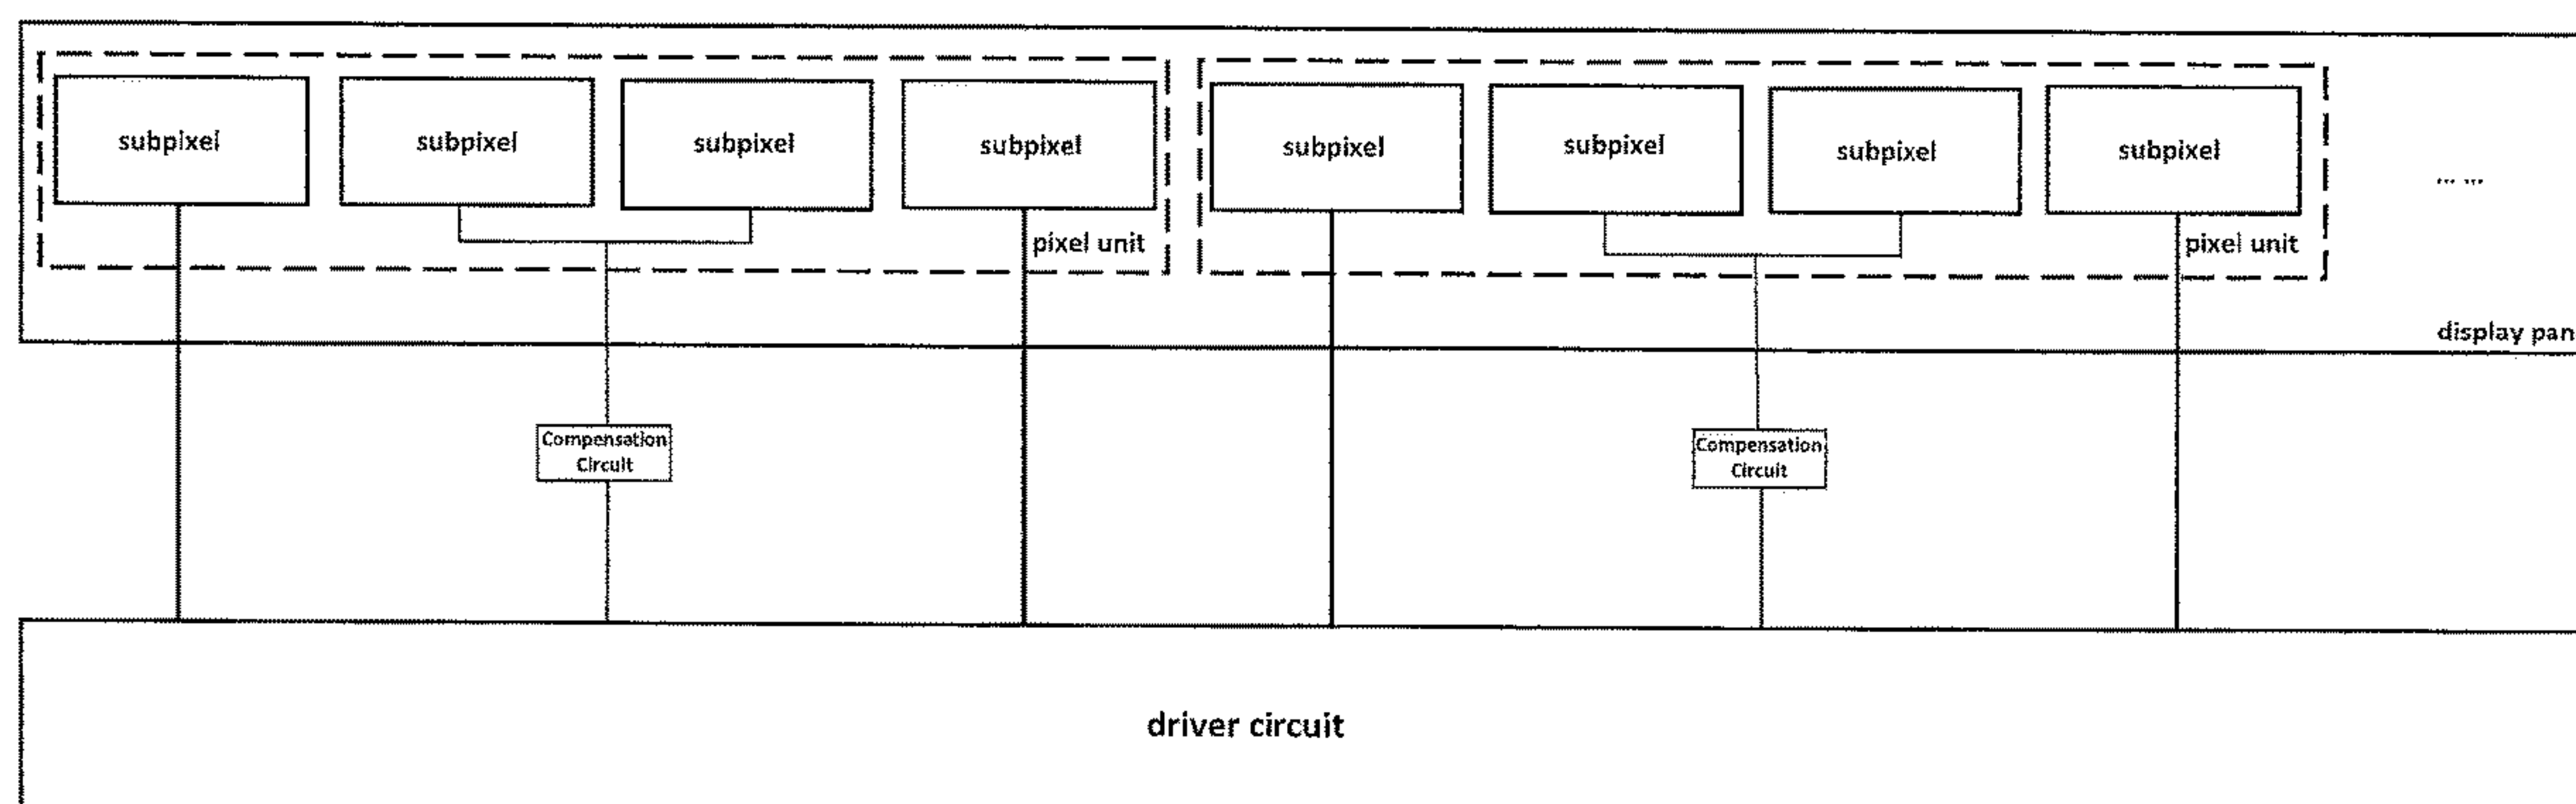 subpixel subpixel subpixel subpixel subpixel subpixel subpixel subpixel
... ...
pixel unit pixel unit
display pan
Compensation
Circuit
Compensation
Circuit
driver circuit